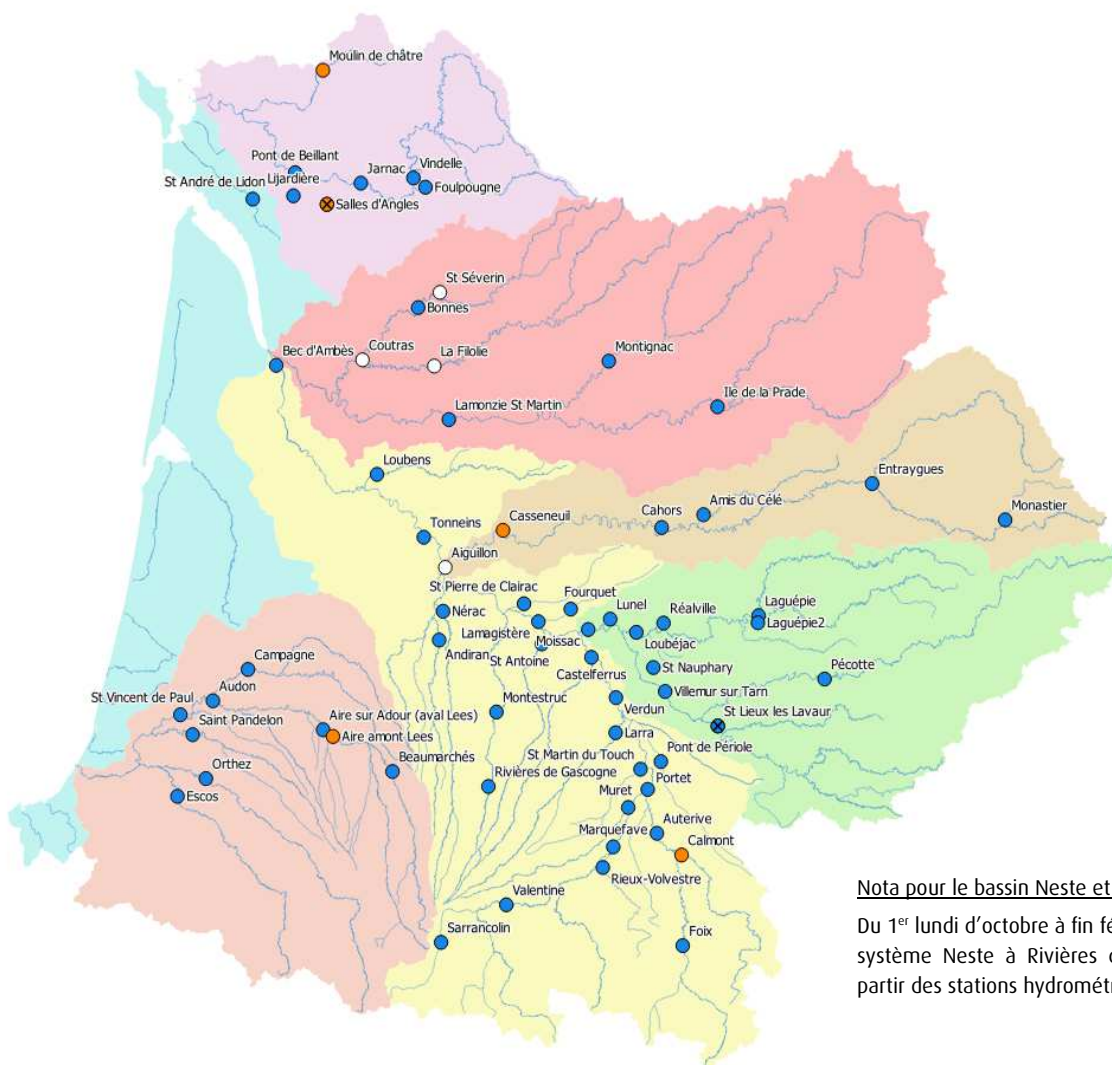 Moulin de châtre
Pont de Beillant
Jarnac
Vindelle
St André de Lidon
Lijardière
Foulpougne
Salles d'Angles
St Séverin
Bonnes
Bec d'Ambès
Coutras
La Filolie
Montignac
Ile de la Prade
Lamonzie St Martin
Loubens
Entraygues
Amis du Célé
Cahors
Casseneuil
Monastier
Tonneins
Aiguillon
St Pierre de Clairac
Fourquet
Lunel
Réalville
Laguépie
Laguépie2
Nérac
Lamagistère
Moissac
Loubéjac
Andiran
St Antoine
Castelferrus
St Nauphary
Pécotte
Campagne
Montestruc
Villemur sur Tarn
St Vincent de Paul
Audon
Verdun
St Lieux les Lavaur
Saint Pandelon
Aire sur Adour (aval Lees)
Aire amont Lees
Larra
Pont de Périole
St Martin du Touch
Beaumarchés
Portet
Orthez
Rivières de Gascogne
Muret
Escos
Auterive
Marquefave
Calmont
Rieux-Volvestre
Valentine
Sarrancolin
Foix
Nota pour le bassin Neste et
Du 1er lundi d'octobre à fin fé
système Neste à Rivières
partir des stations hydrométr